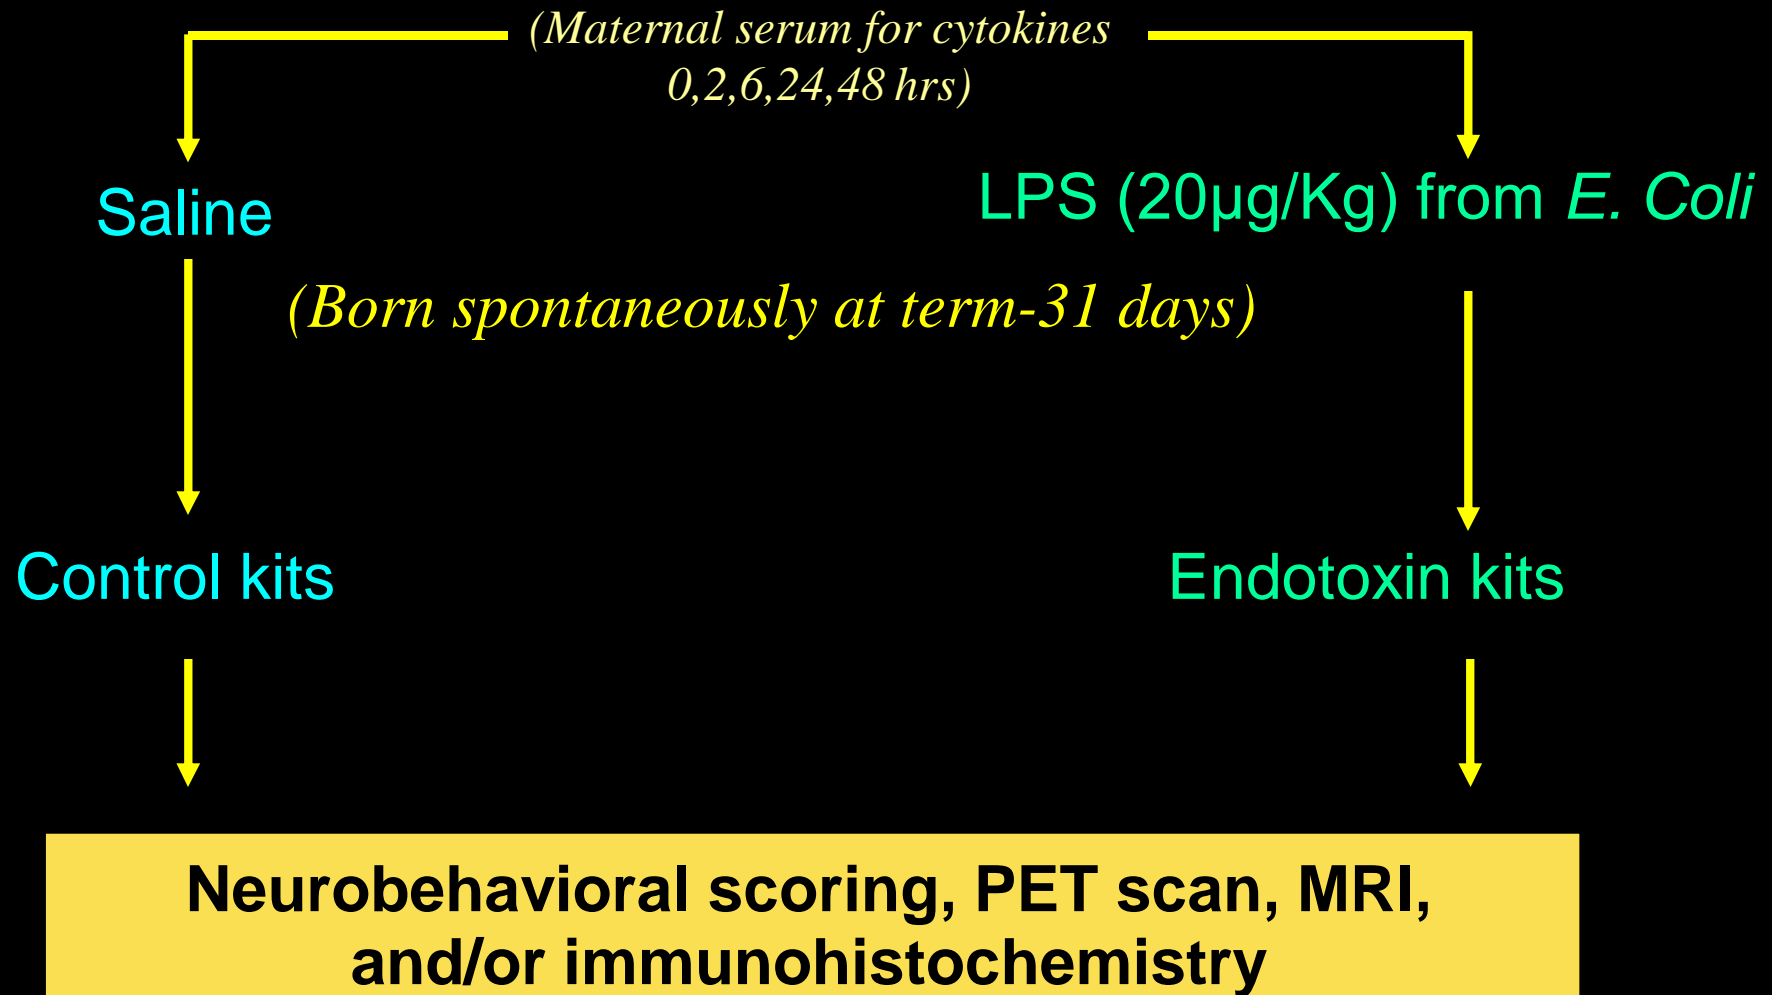 (Maternal serum for cytokines
0,2,6,24,48 hrs)
Saline
LPS (20µg/Kg) from E. Coli
(Born spontaneously at term-31 days)
Control kits
Endotoxin kits
Neurobehavioral scoring, PET scan, MRI,
and/or immunohistochemistry